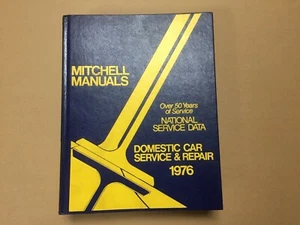 MITCHELL
MANUALS
Over 50 Years
of Service
NATIONAL
SERVICE DATA
DOMESTIC CAR
SERVICE & REPAIR
1976